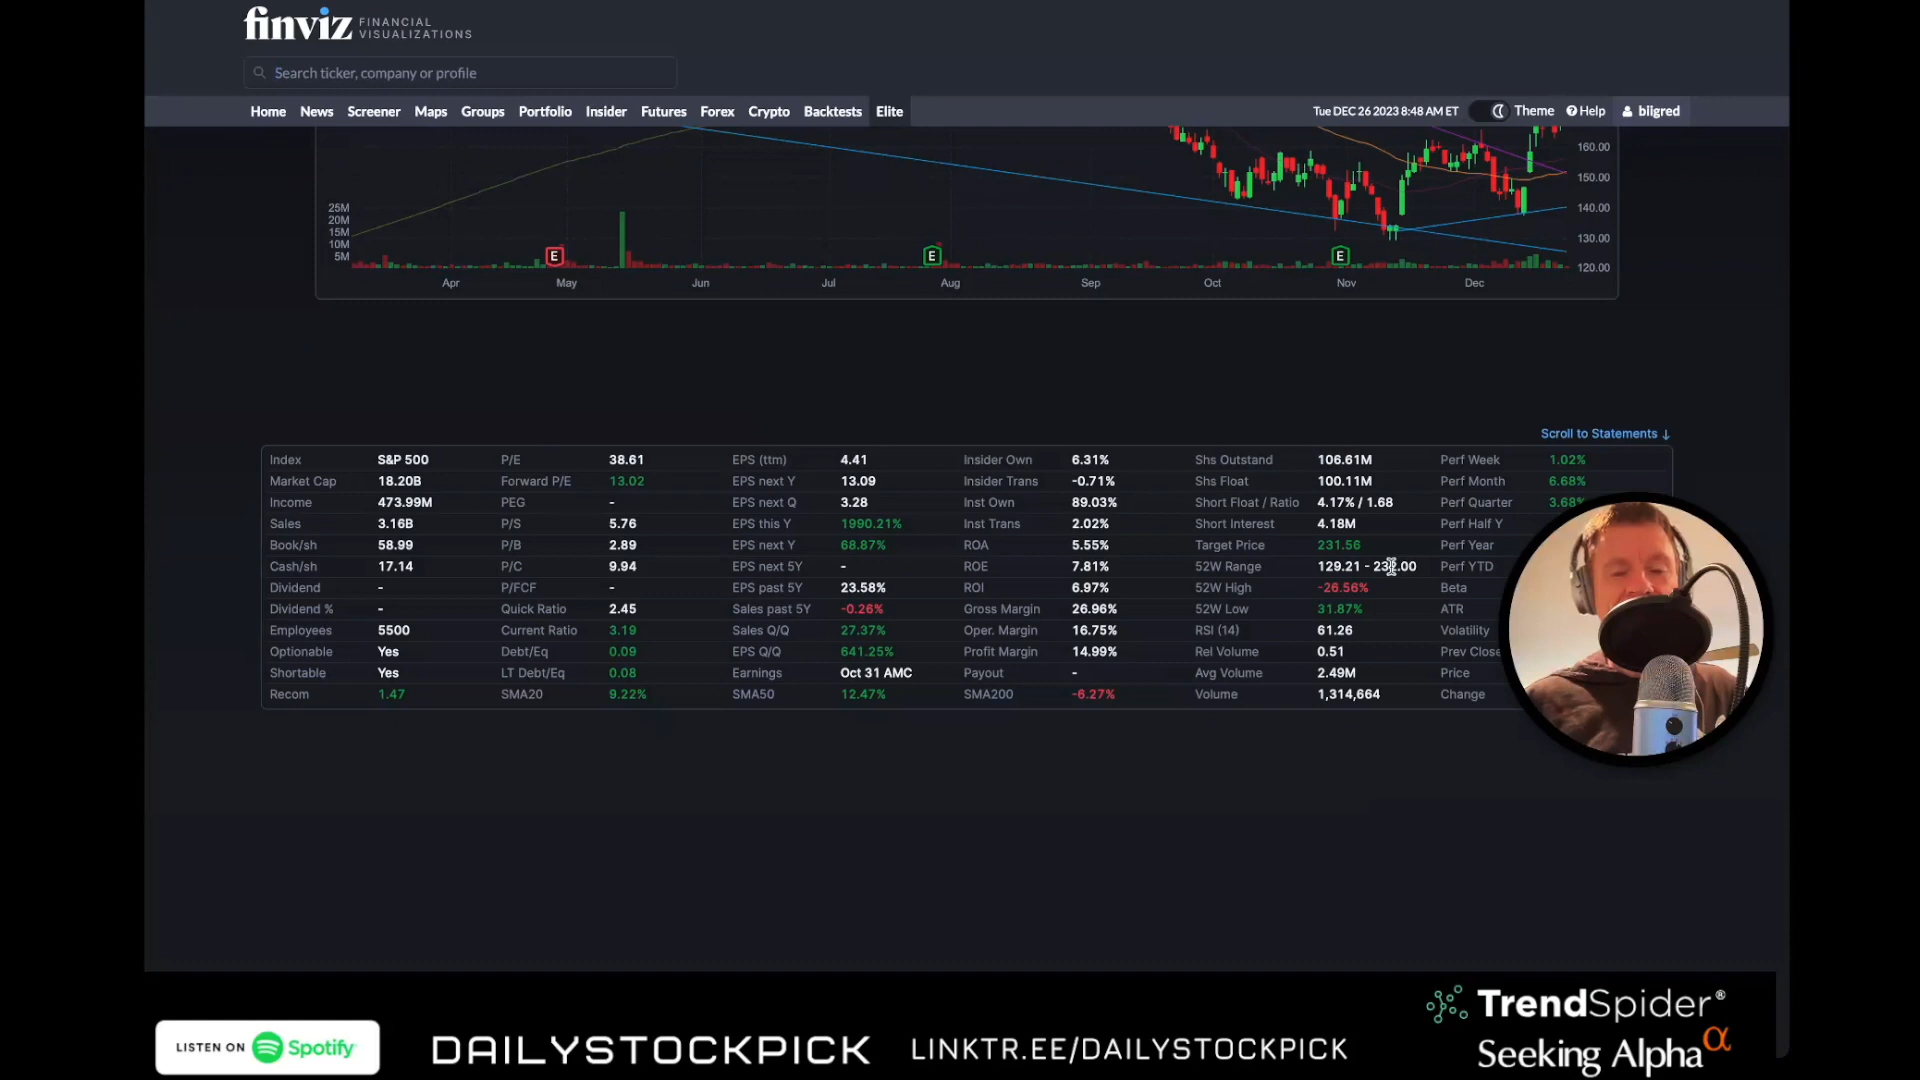 finviz FINANCIAL VISUALIZATIONS
Search ticker, company or profile
Home News Screener Maps Groups Portfolio Insider Futures Forex Crypto Backtests Elite Tue DEC 26 2023 8:48 AM ET Theme Help biigred
160.00
150.00
140.00
130.00
120.00
25M
20M
15M
10M
5M
E E E
Apr May Jun Jul Aug Sep Oct Nov Dec
Scroll to Statements ↓
Index S&P 500 P/E 38.61 EPS (ttm) 4.41 Insider Own 6.31% Shs Outstand 106.61M Perf Week 1.02%
Market Cap 18.20B Forward P/E 13.02 EPS next Y 13.09 Insider Trans -0.71% Shs Float 100.11M Perf Month 6.68%
Income 473.99M PEG - EPS next Q 3.28 Inst Own 89.03% Short Float / Ratio 4.17% / 1.68 Perf Quarter 3.68%
Sales 3.16B P/S 5.76 EPS this Y 1990.21% Inst Trans 2.02% Short Interest 4.18M Perf Half Y
Book/sh 58.99 P/B 2.89 EPS next Y 68.87% ROA 5.55% Target Price 231.56 Perf Year
Cash/sh 17.14 P/C 9.94 EPS next 5Y - ROE 7.81% 52W Range 129.21 - Perf YTD
Dividend - P/FCF - EPS past 5Y 23.58% ROI 6.97% 52W High -26.56% Beta
Dividend % - Quick Ratio 2.45 Sales past 5Y -0.26% Gross Margin 26.96% 52W Low 31.87% ATR
Employees 5500 Current Ratio 3.19 Sales Q/Q 27.37% Oper. Margin 16.75% RSI (14) 61.26 Volatility
Optionable Yes Debt/Eq 0.09 EPS Q/Q 641.25% Profit Margin 14.99% Rel Volume 0.51 Prev Close
Shortable Yes LT Debt/Eq 0.08 Earnings Oct 31 AMC Payout - Avg Volume 2.49M Price
Recom 1.47 SMA20 9.22% SMA50 12.47% SMA200 -6.27% Volume 1,314,664 Change
LISTEN ON Spotify DAILYSTOCKPICK LINKTR.EE/DAILYSTOCKPICK
TrendSpider®
Seeking Alpha α